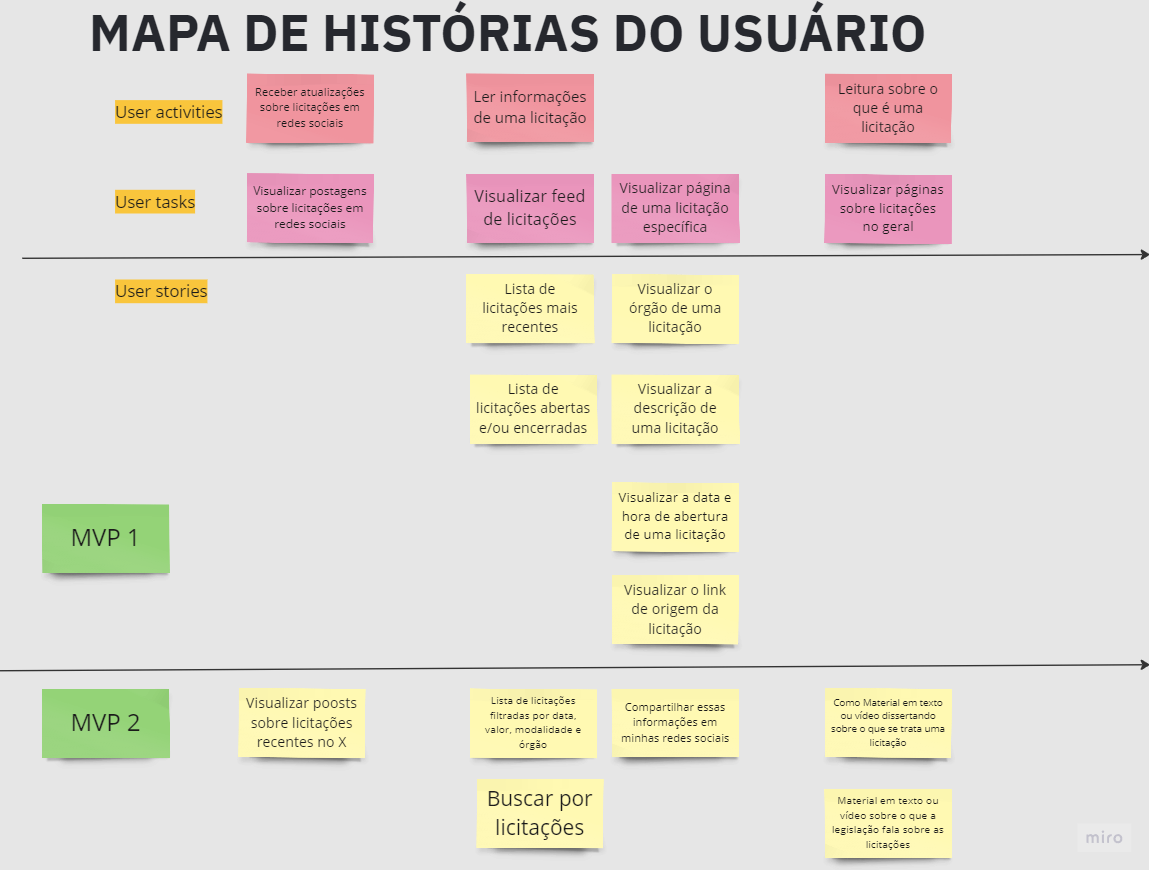 MAPA DE HISTÓRIAS DO USUÁRIO
User activities
Receber atualizações
sobre licitações em
redes sociais
Ler informações
de uma licitação
Leitura sobre o
que é uma
licitação
User tasks
Visualizar postagens
sobre licitações em
redes sociais
Visualizar feed
de licitações
Visualizar página
de uma licitação
específica
Visualizar páginas
sobre licitações
no geral
User stories
Lista de
licitações mais
recentes
Visualizar o
órgão de uma
licitação
Lista de
licitações abertas
e/ou encerradas
Visualizar a
descrição de
uma licitação
MVP 1
Visualizar a data e
hora de abertura
de uma licitação
Visualizar o link
de origem da
licitação
MVP 2
Visualizar poosts
sobre licitações
recentes no X
Lista de licitações
filtradas por data,
valor, modalidade e
órgão
Compartilhar essas
informações em
minhas redes sociais
Como Material em texto
ou vídeo dissertando
sobre o que se trata uma
licitação
Buscar por
licitações
Material em texto ou
vídeo sobre o que a
legislação fala sobre as
licitações
miro